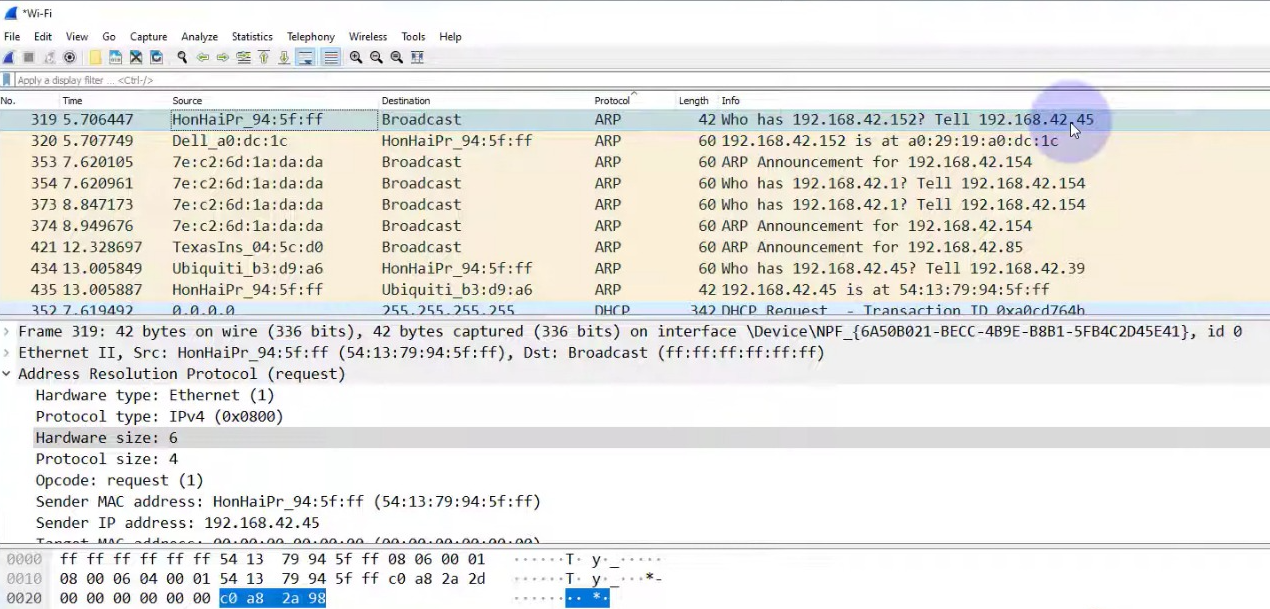 *Wi-Fi
File Edit View Go Capture Analyze Statistics Telephony Wireless Tools Help
Apply a display filter ... <Ctrl-/>
No. Time Source Destination Protocol Length Info
319 5.706447 HonHaiPr_94:5f:ff Broadcast ARP 42 Who has 192.168.42.152? Tell 192.168.42.45
320 5.707749 Dell_a0:dc:1c HonHaiPr_94:5f:ff ARP 60 192.168.42.152 is at a0:29:19:a0:dc:1c
353 7.620105 7e:c2:6d:1a:da:da Broadcast ARP 60 ARP Announcement for 192.168.42.154
354 7.620961 7e:c2:6d:1a:da:da Broadcast ARP 60 Who has 192.168.42.1? Tell 192.168.42.154
373 8.847173 7e:c2:6d:1a:da:da Broadcast ARP 60 Who has 192.168.42.1? Tell 192.168.42.154
374 8.949676 7e:c2:6d:1a:da:da Broadcast ARP 60 ARP Announcement for 192.168.42.154
421 12.328697 TexasIns_04:5c:d0 Broadcast ARP 60 ARP Announcement for 192.168.42.85
434 13.005849 Ubiquiti_b3:d9:a6 HonHaiPr_94:5f:ff ARP 60 Who has 192.168.42.45? Tell 192.168.42.39
435 13.005887 HonHaiPr_94:5f:ff Ubiquiti_b3:d9:a6 ARP 42 192.168.42.45 is at 54:13:79:94:5f:ff
352 7.619492 0.0.0.0 255.255.255.255 DHCP 342 DHCP Request - Transaction ID 0xa0cd764b
Frame 319: 42 bytes on wire (336 bits), 42 bytes captured (336 bits) on interface \Device\NPF_{6A50B021-BECC-4B9E-B8B1-5FB4C2D45E41}, id 0
Ethernet II, Src: HonHaiPr_94:5f:ff (54:13:79:94:5f:ff), Dst: Broadcast (ff:ff:ff:ff:ff:ff)
Address Resolution Protocol (request)
Hardware type: Ethernet (1)
Protocol type: IPv4 (0x0800)
Hardware size: 6
Protocol size: 4
Opcode: request (1)
Sender MAC address: HonHaiPr_94:5f:ff (54:13:79:94:5f:ff)
Sender IP address: 192.168.42.45
Target MAC address: 00:00:00_00:00:00 (00:00:00:00:00:00)
0000 ff ff ff ff ff ff 54 13 79 94 5f ff 08 06 00 01 ······T· y·_·····
0010 08 00 06 04 00 01 54 13 79 94 5f ff c0 a8 2a 2d ······T· y·_···*-
0020 00 00 00 00 00 00 c0 a8 2a 98 ········ *·